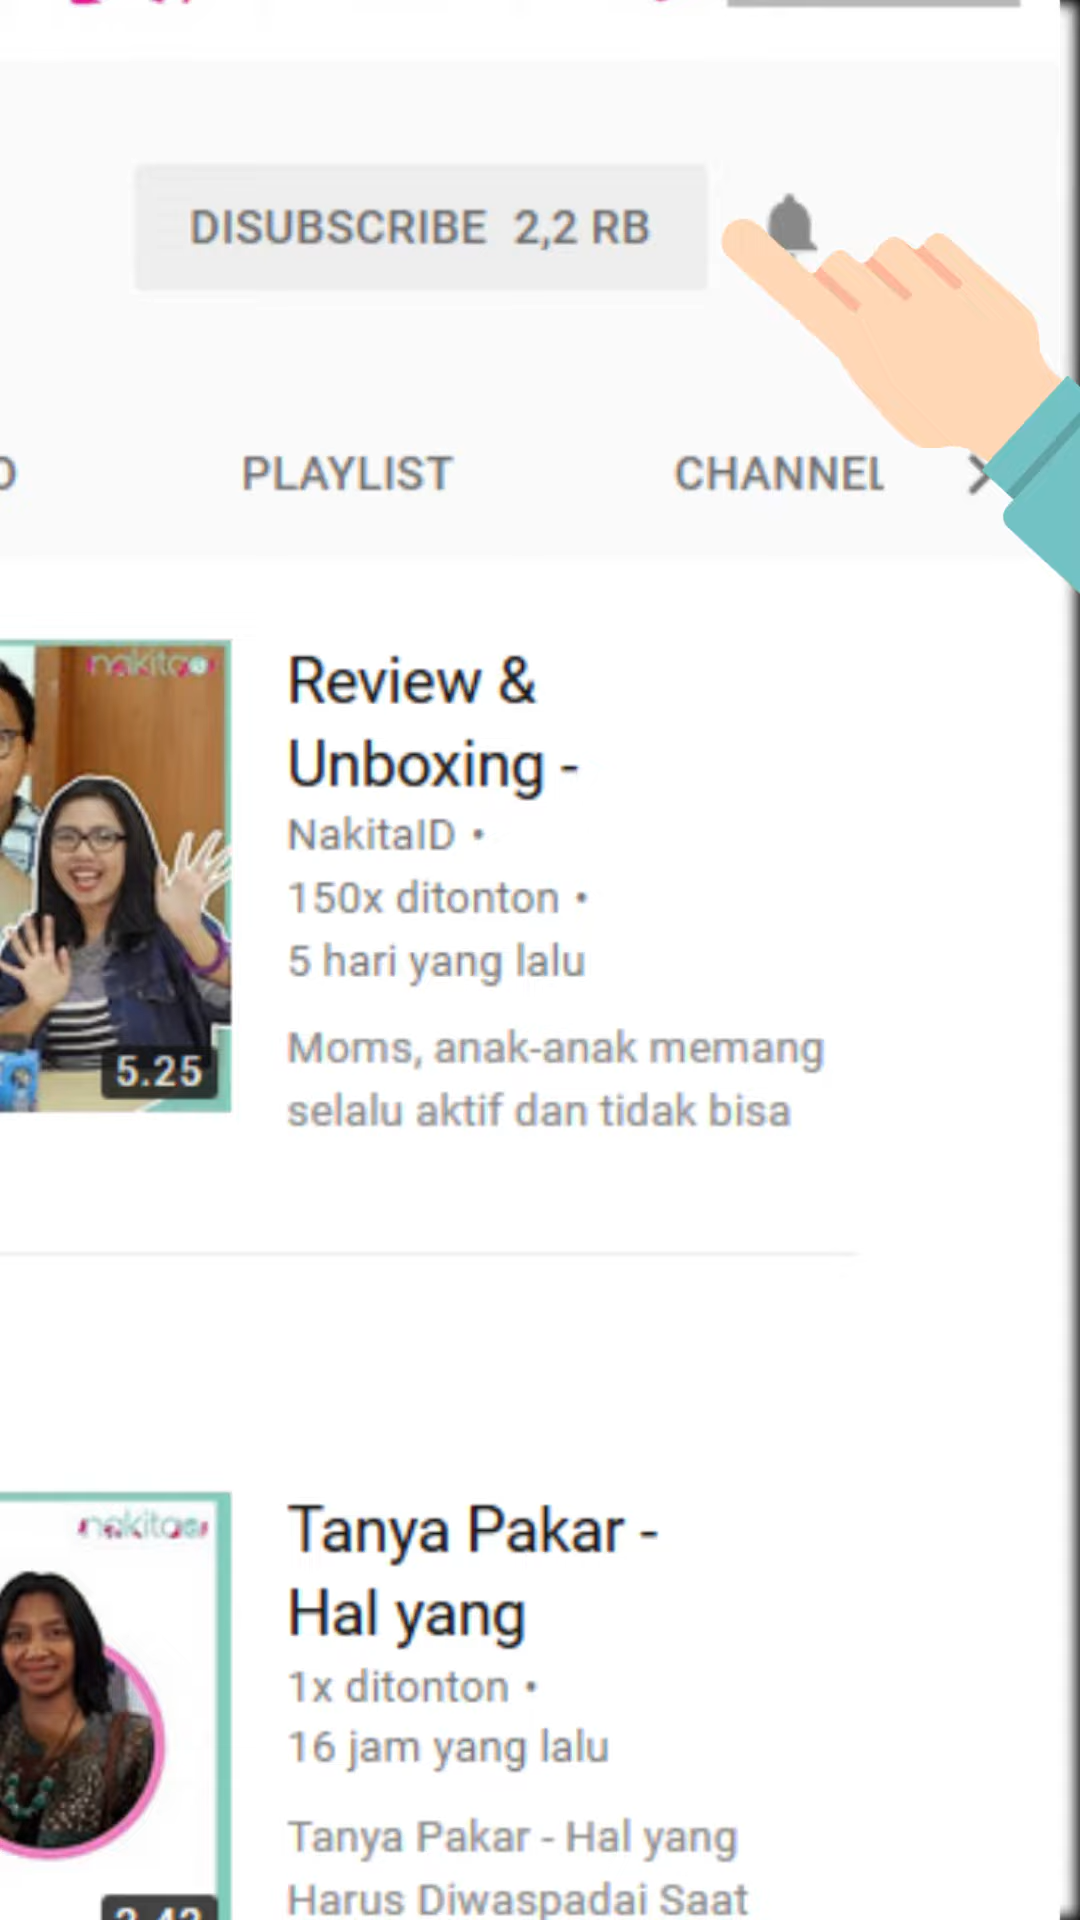 DISUBSCRIBE 2,2 RB
PLAYLIST
CHANNEL
nakita
Review &
Unboxing -
NakitaID •
150x ditonton •
5 hari yang lalu
Moms, anak-anak memang
selalu aktif dan tidak bisa
5.25
nakita
Tanya Pakar -
Hal yang
1x ditonton •
16 jam yang lalu
Tanya Pakar - Hal yang
Harus Diwaspadai Saat